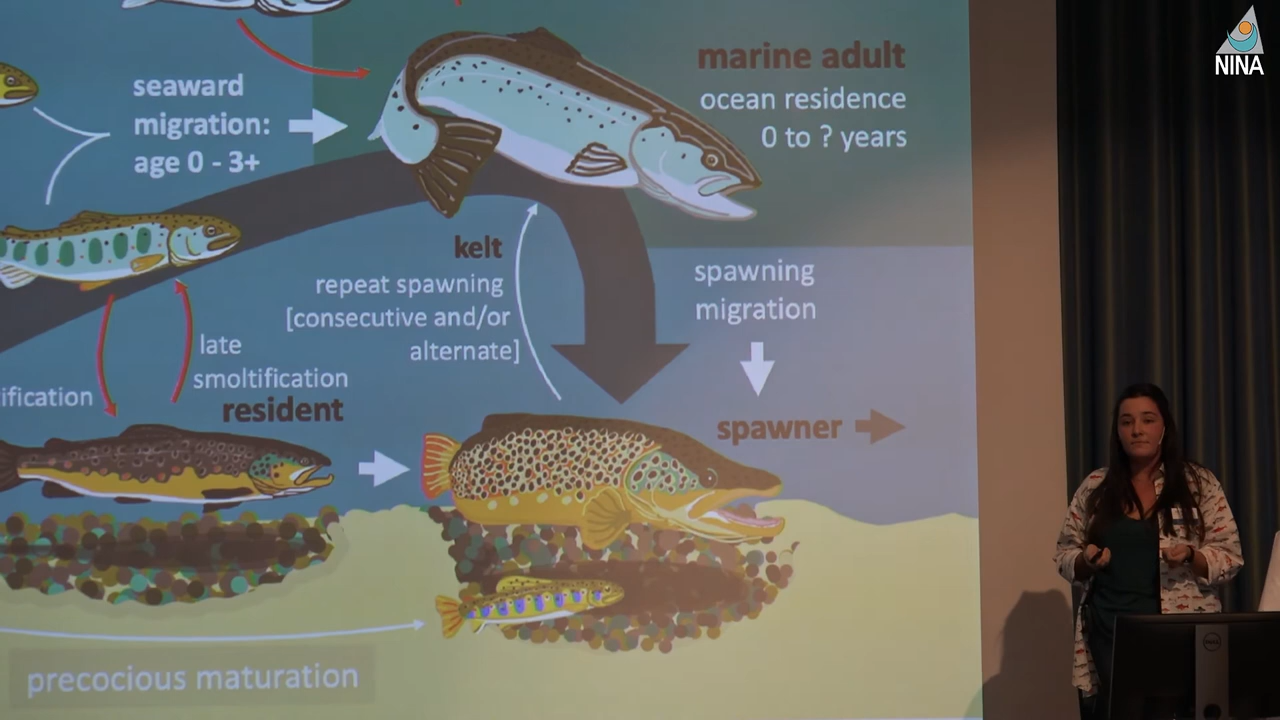 NINA
marine adult
ocean residence
0 to ? years
seaward
migration:
age 0 - 3+
kelt
repeat spawning
[consecutive and/or
alternate]
spawning
migration
late
smoltification
resident
ification
spawner
precocious maturation
DELL